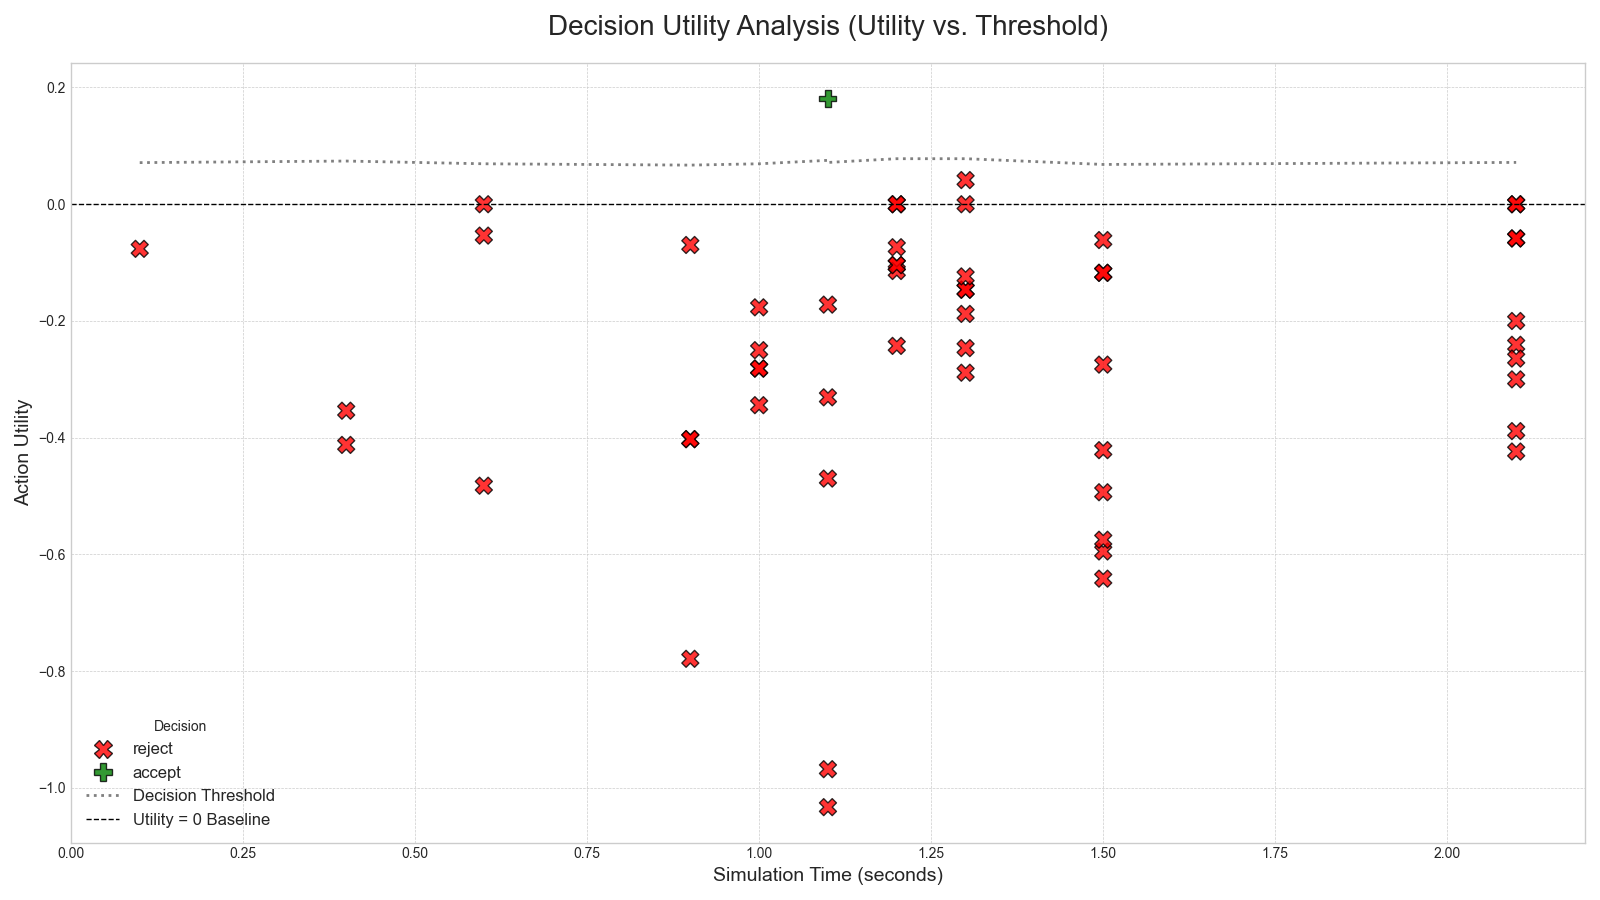 Decision Utility Analysis (Utility vs. Threshold)
Action Utility
0.2
0.0
−0.2
−0.4
−0.6
−0.8
−1.0
Decision
reject
accept
Decision Threshold
Utility = 0 Baseline
0.00 0.25 0.50 0.75 1.00 1.25 1.50 1.75 2.00
Simulation Time (seconds)